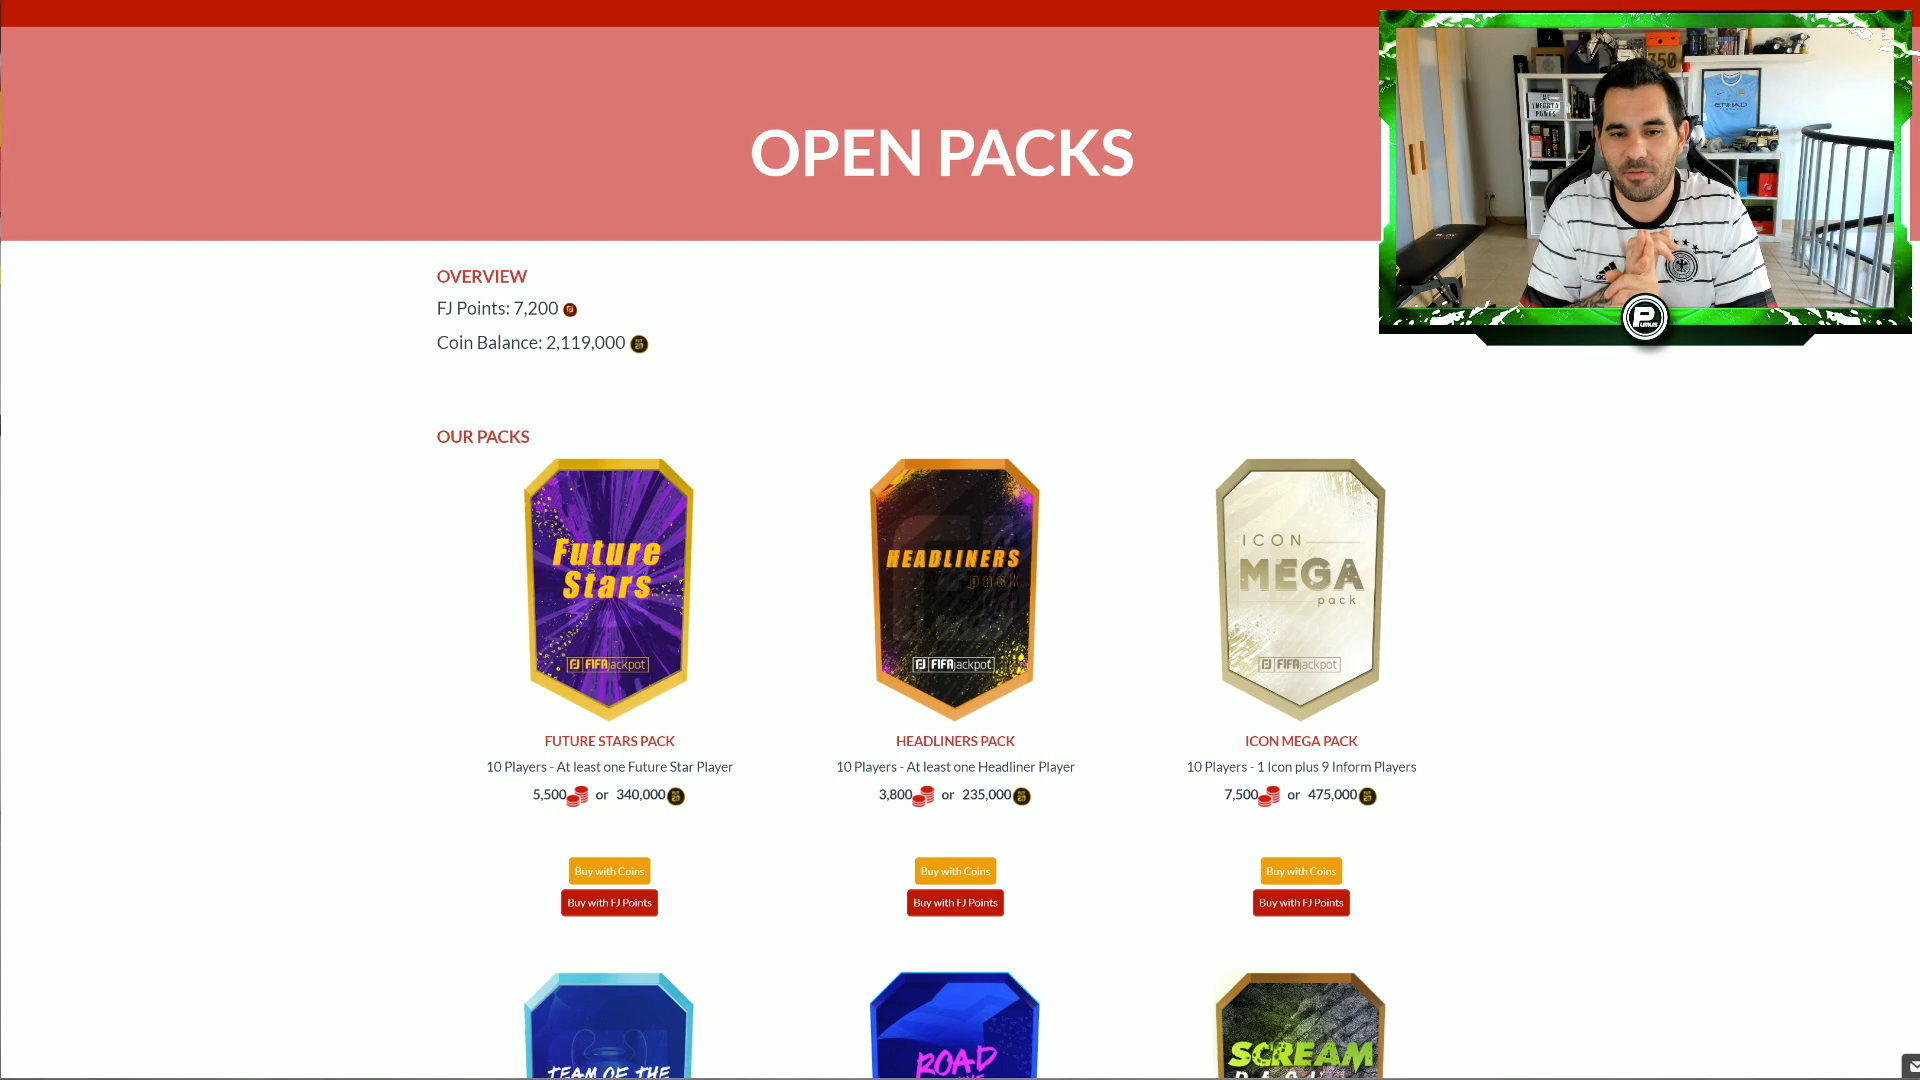 OPEN PACKS
OVERVIEW
FJ Points: 7,200
Coin Balance: 2,119,000
OUR PACKS
Future
Stars
FJ FIFAjackpot
HEADLINERS
pack
FJ FIFAjackpot
ICON
MEGA
pack
FJ FIFAjackpot
FUTURE STARS PACK
HEADLINERS PACK
ICON MEGA PACK
10 Players - At least one Future Star Player
10 Players - At least one Headliner Player
10 Players - 1 Icon plus 9 Inform Players
5,500 or 340,000
3,800 or 235,000
7,500 or 475,000
Buy with Coins
Buy with Coins
Buy with Coins
Buy with FJ Points
Buy with FJ Points
Buy with FJ Points
TEAM OF THE
ROAD
SCREAM
350
ETIHAD
adidas
PUMUS